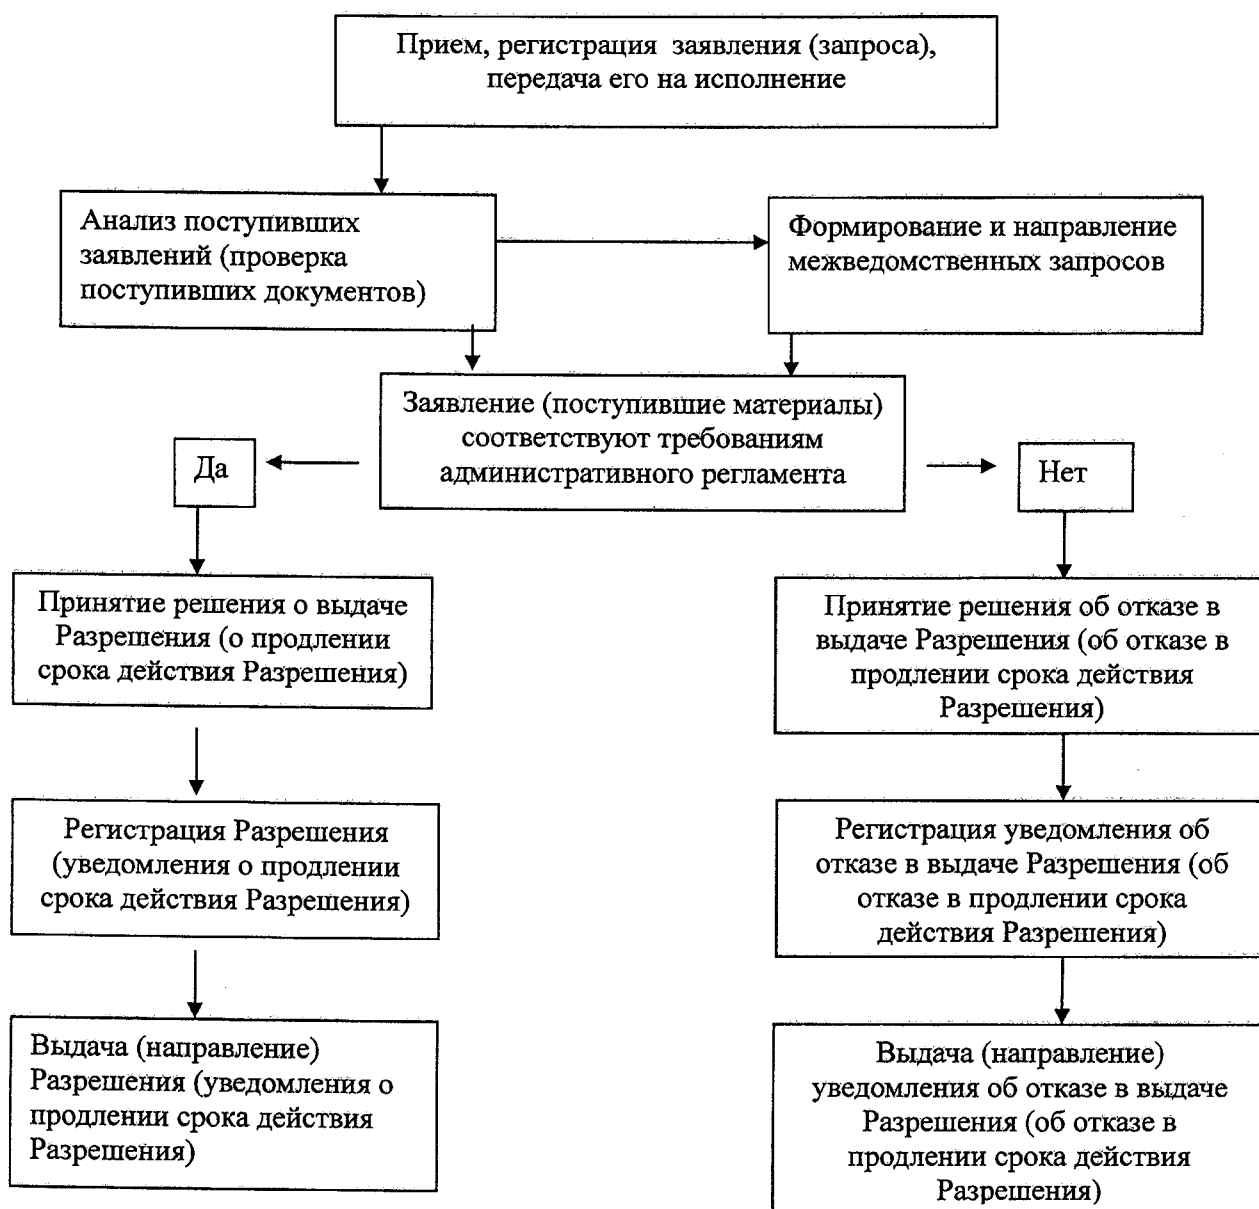 Прием, регистрация заявления (запроса),
передача его на исполнение
Анализ поступивших
заявлений (проверка
поступивших документов)
Формирование и направление
межведомственных запросов
Заявление (поступившие материалы)
соответствуют требованиям
административного регламента
Да
Нет
Принятие решения о выдаче
Разрешения (о продлении
срока действия Разрешения)
Принятие решения об отказе в
выдаче Разрешения (об отказе в
продлении срока действия
Разрешения)
Регистрация Разрешения
(уведомления о продлении
срока действия Разрешения)
Регистрация уведомления об
отказе в выдаче Разрешения (об
отказе в продлении срока
действия Разрешения)
Выдача (направление)
Разрешения (уведомления о
продлении срока действия
Разрешения)
Выдача (направление)
уведомления об отказе в выдаче
Разрешения (об отказе в
продлении срока действия
Разрешения)